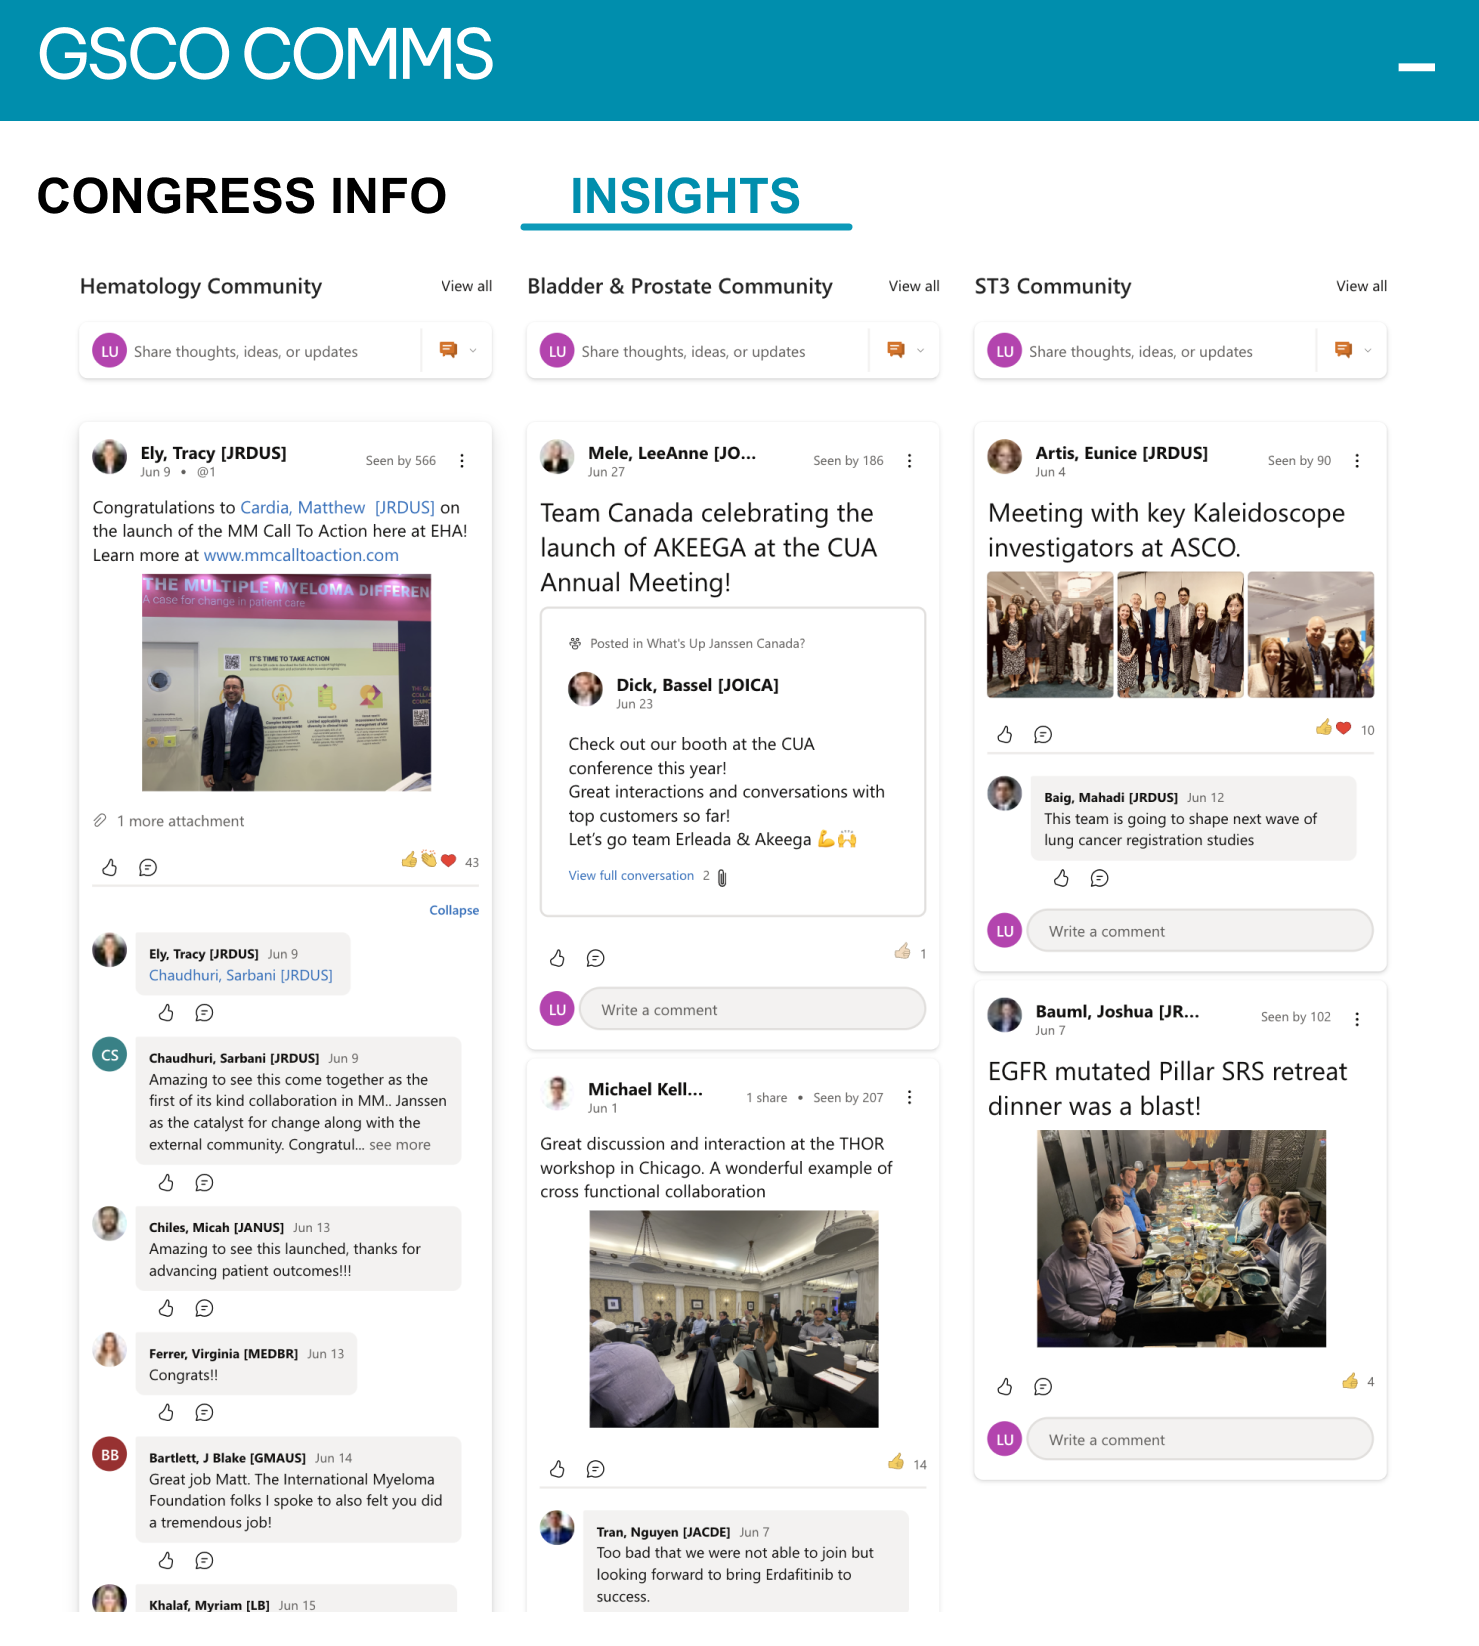 GSCO COMMS
CONGRESS INFO
INSIGHTS
Hematology Community
View all
LU
Share thoughts, ideas, or updates
Ely, Tracy [JRDUS]
Jun 9 • @1
Seen by 566
Congratulations to Cardia, Matthew [JRDUS] on
the launch of the MM Call To Action here at EHA!
Learn more at www.mmcalltoaction.com
THE MULTIPLE MYELOMA DIFFEREN
A case for change in patient care
IT'S TIME TO TAKE ACTION
1 more attachment
43
Collapse
Ely, Tracy [JRDUS] Jun 9
Chaudhuri, Sarbani [JRDUS]
CS
Chaudhuri, Sarbani [JRDUS] Jun 9
Amazing to see this come together as the
first of its kind collaboration in MM.. Janssen
as the catalyst for change along with the
external community. Congratul... see more
Chiles, Micah [JANUS] Jun 13
Amazing to see this launched, thanks for
advancing patient outcomes!!!
Ferrer, Virginia [MEDBR] Jun 13
Congrats!!
BB
Bartlett, J Blake [GMAUS] Jun 14
Great job Matt. The International Myeloma
Foundation folks I spoke to also felt you did
a tremendous job!
Khalaf, Myriam [LB] Jun 15
Bladder & Prostate Community
View all
LU
Share thoughts, ideas, or updates
Mele, LeeAnne [JO...
Jun 27
Seen by 186
Team Canada celebrating the
launch of AKEEGA at the CUA
Annual Meeting!
Posted in What's Up Janssen Canada?
Dick, Bassel [JOICA]
Jun 23
Check out our booth at the CUA
conference this year!
Great interactions and conversations with
top customers so far!
Let's go team Erleada & Akeega 💪🙌
View full conversation 2
1
LU
Write a comment
Michael Kell...
Jun 1
1 share • Seen by 207
Great discussion and interaction at the THOR
workshop in Chicago. A wonderful example of
cross functional collaboration
14
Tran, Nguyen [JACDE] Jun 7
Too bad that we were not able to join but
looking forward to bring Erdafitinib to
success.
ST3 Community
View all
LU
Share thoughts, ideas, or updates
Artis, Eunice [JRDUS]
Jun 4
Seen by 90
Meeting with key Kaleidoscope
investigators at ASCO.
10
Baig, Mahadi [JRDUS] Jun 12
This team is going to shape next wave of
lung cancer registration studies
LU
Write a comment
Bauml, Joshua [JR...
Jun 7
Seen by 102
EGFR mutated Pillar SRS retreat
dinner was a blast!
4
LU
Write a comment